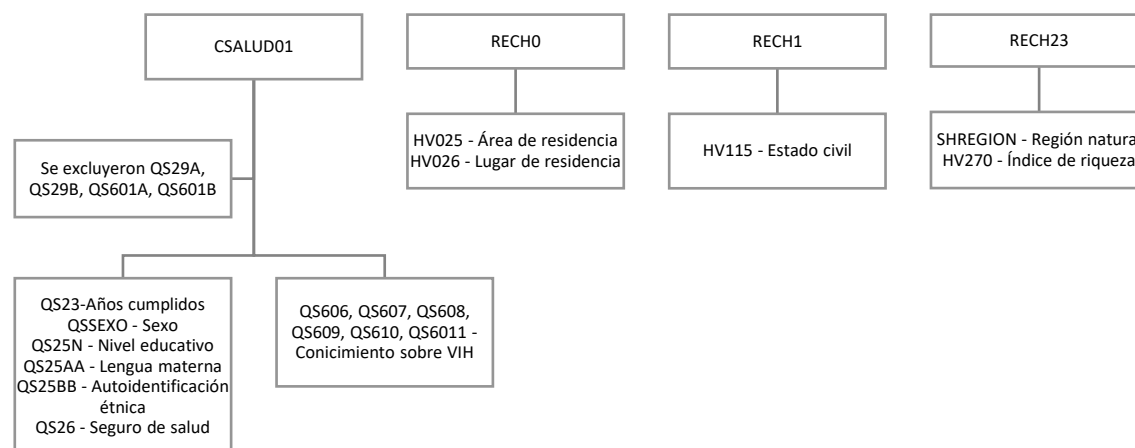 CSALUD01
RECH0
RECH1
RECH23
Se excluyeron QS29A,
QS29B, QS601A, QS601B
HV025 - Área de residencia
HV026 - Lugar de residencia
HV115 - Estado civil
SHREGION - Región natura
HV270 - Índice de riqueza
QS23-Años cumplidos
QSSEXO - Sexo
QS25N - Nivel educativo
QS25AA - Lengua materna
QS25BB - Autoidentificación
étnica
QS26 - Seguro de salud
QS606, QS607, QS608,
QS609, QS610, QS6011 -
Conicimiento sobre VIH